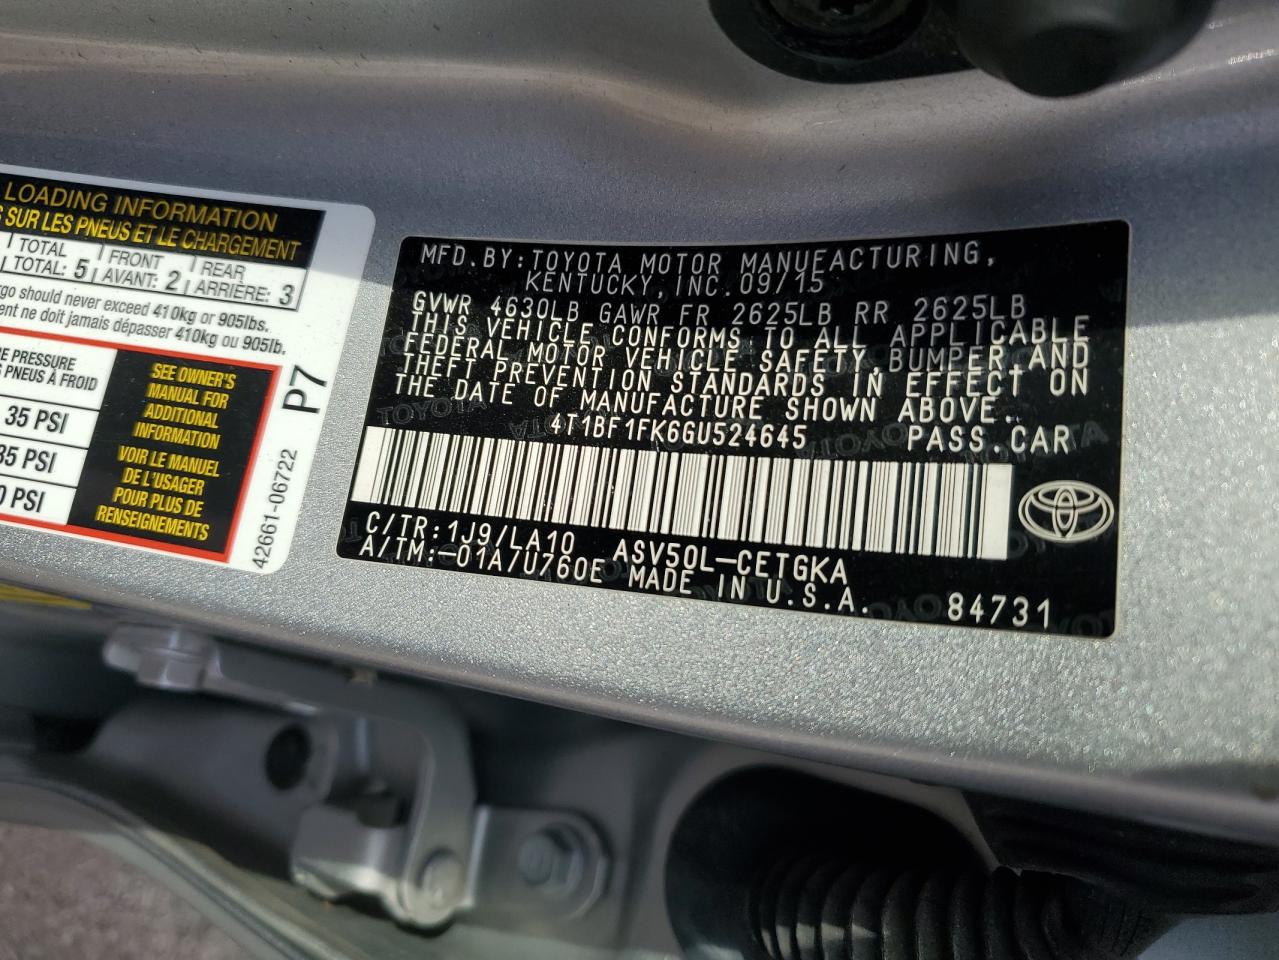 LOADING INFORMATION
SUR LES PNEUS ET LE CHARGEMENT
TOTAL FRONT REAR
TOTAL: 5 AVANT: 2 ARRIÈRE: 3
should never exceed 410kg or 905lbs.
ne doit jamais dépasser 410kg ou 905lb.
PRESSURE
PNEUS À FROID
35 PSI
35 PSI
PSI
SEE OWNER'S
MANUAL FOR
ADDITIONAL
INFORMATION
VOIR LE MANUEL
DE L'USAGER
POUR PLUS DE
RENSEIGNEMENTS
P7
42661-06722
MFD.BY:TOYOTA MOTOR MANUFACTURING,
KENTUCKY,INC.09/15
GVWR 4630LB GAWR FR 2625LB RR 2625LB
THIS VEHICLE CONFORMS TO ALL APPLICABLE
FEDERAL MOTOR VEHICLE SAFETY,BUMPER,AND
THEFT PREVENTION STANDARDS IN EFFECT ON
THE DATE OF MANUFACTURE SHOWN ABOVE.
4T1BF1FK6GU524645 PASS.CAR
C/TR:1J9/LA10 ASV50L-CETGKA
A/TM:-01A/U760E MADE IN U.S.A.
84731